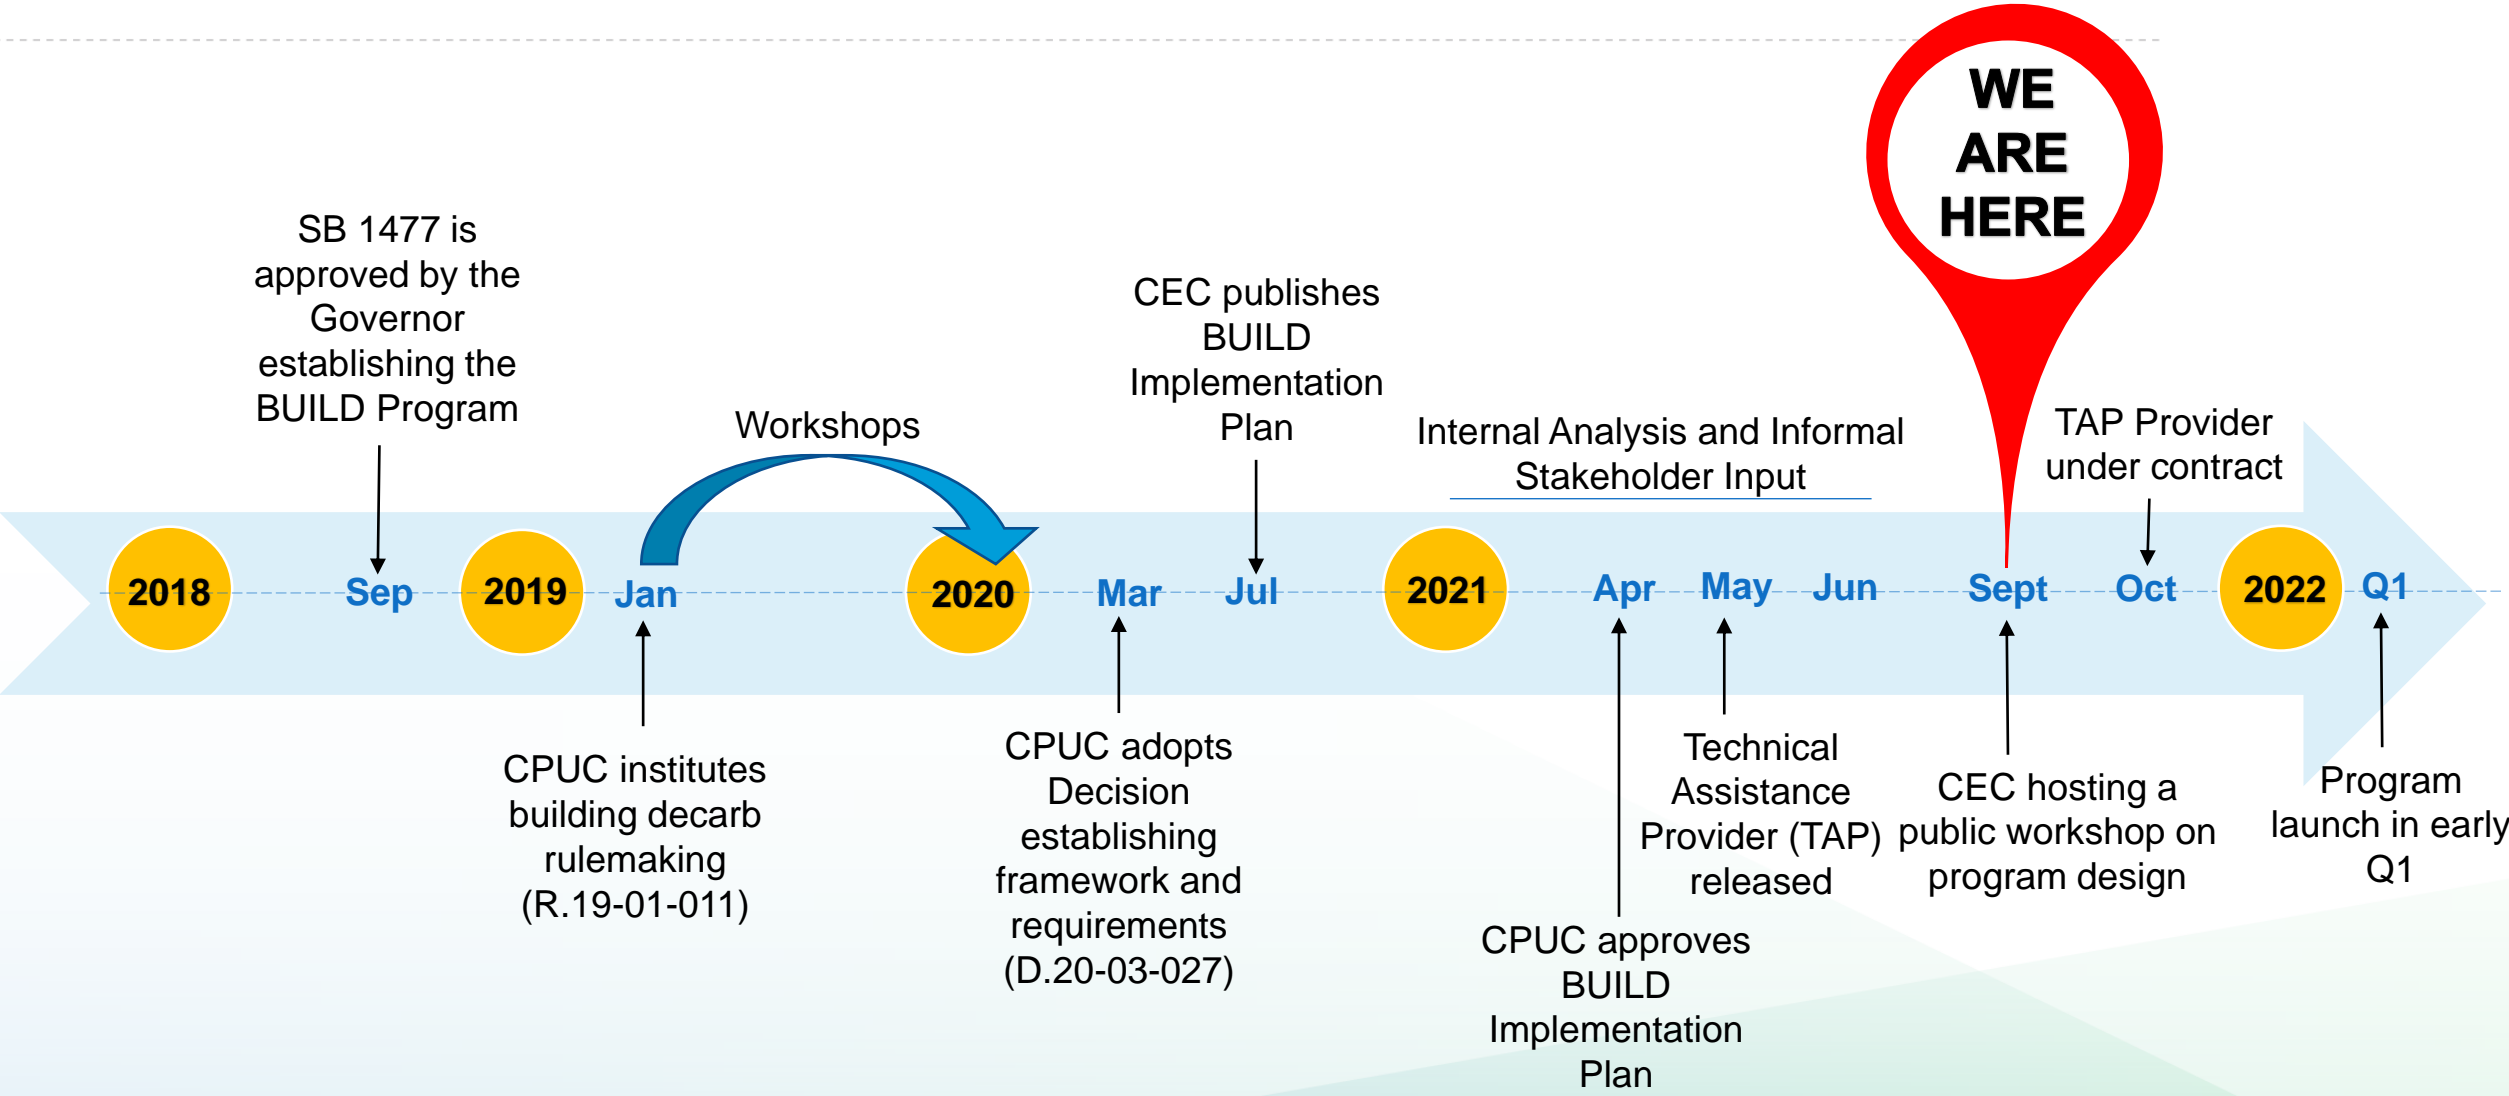 WE
ARE
HERE
SB 1477 is
approved by the
Governor
establishing the
BUILD Program
Workshops
CEC publishes
BUILD
Implementation
Plan
Internal Analysis and Informal
Stakeholder Input
TAP Provider
under contract
2018
Sep
2019
Jan
2020
Mar
Jul
2021
Apr
May
Jun
Sept
Oct
2022
Q1
CPUC institutes
building decarb
rulemaking
(R.19-01-011)
CPUC adopts
Decision
establishing
framework and
requirements
(D.20-03-027)
CPUC approves
BUILD
Implementation
Plan
Technical
Assistance
Provider (TAP)
released
CEC hosting a
public workshop on
program design
Program
launch in early
Q1